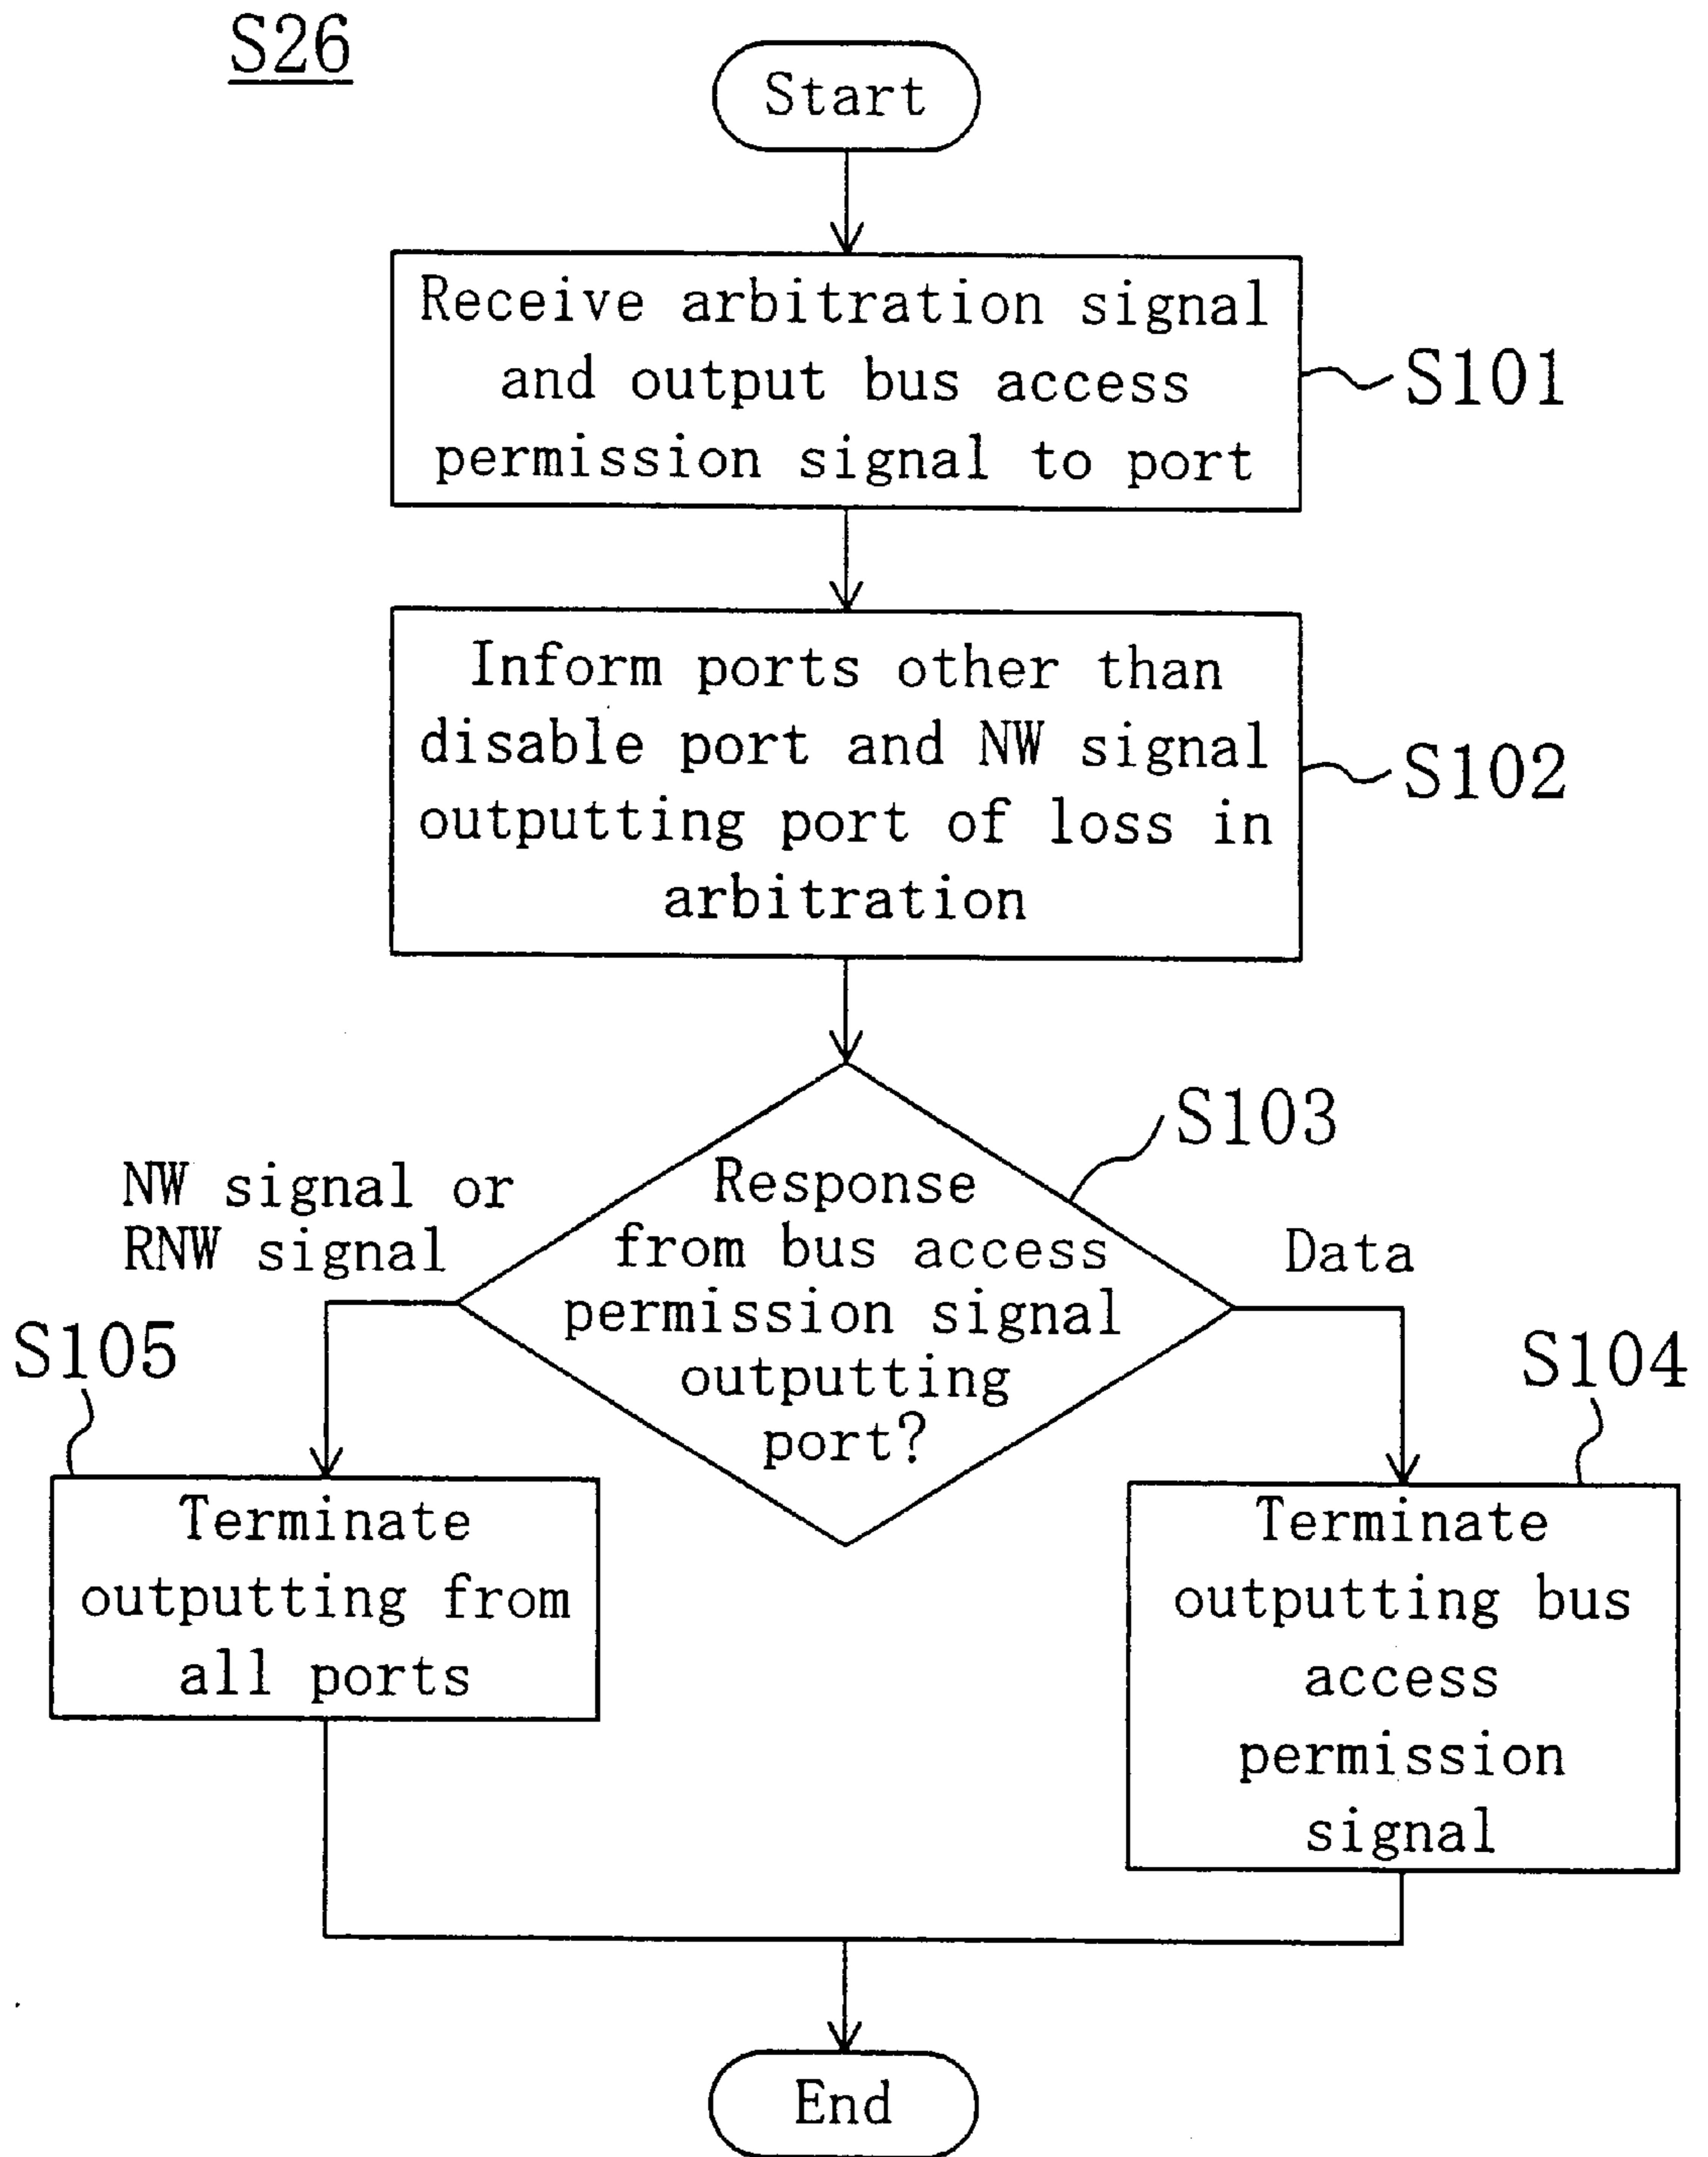 S26
Start
Receive arbitration signal
and output bus access
permission signal to port
S101
Inform ports other than
disable port and NW signal
outputting port of loss in
arbitration
S102
S103
Response
from bus access
permission signal
outputting
port?
NW signal or
RNW signal
Data
S105
S104
Terminate
outputting from
all ports
Terminate
outputting bus
access
permission
signal
End